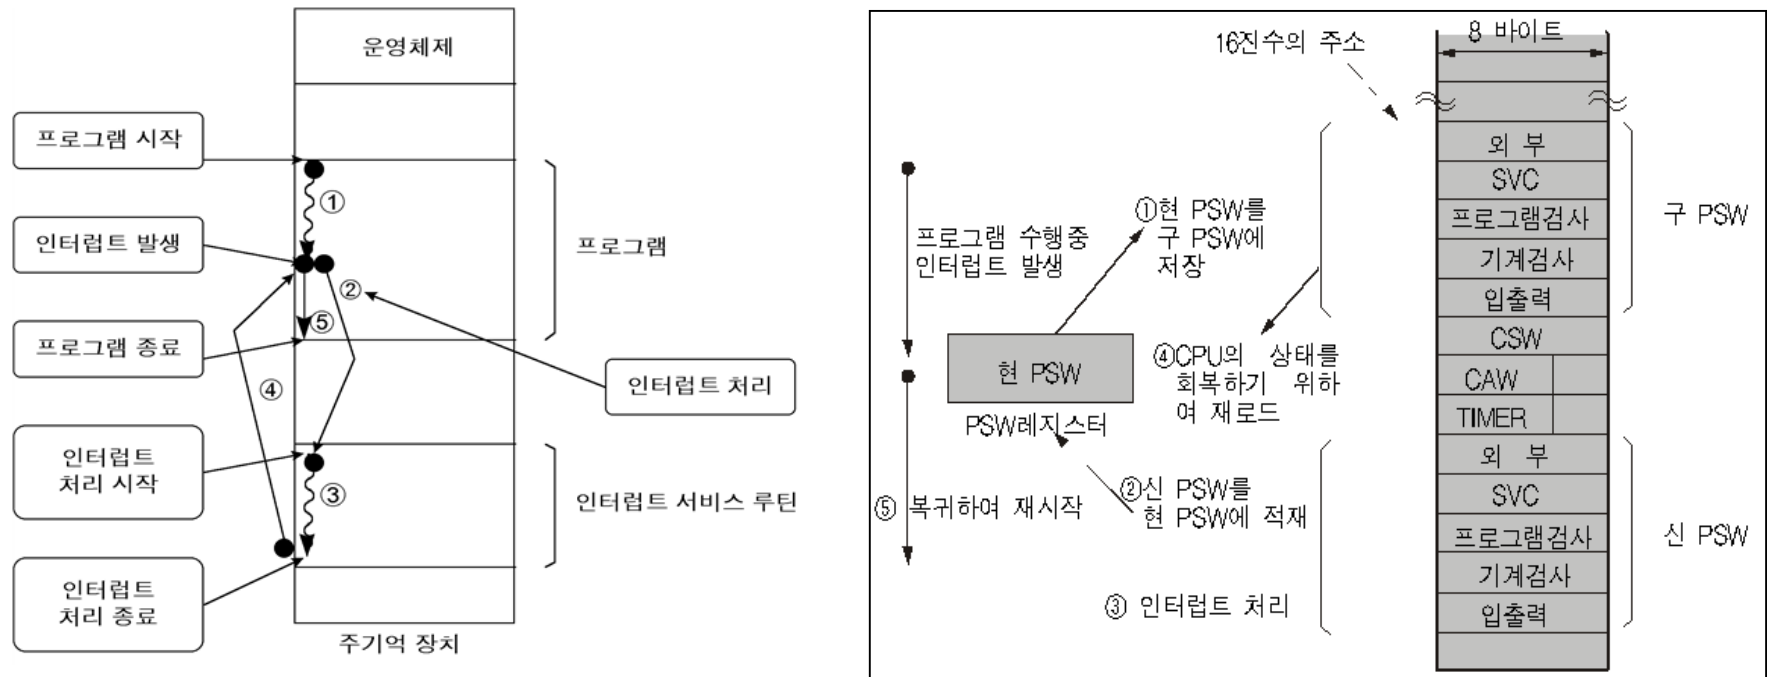 운영체제
프로그램 시작
①
인터럽트 발생
프로그램
②
⑤
프로그램 종료
인터럽트 처리
④
인터럽트
처리 시작
③
인터럽트 서비스 루틴
인터럽트
처리 종료
주기억 장치
16진수의 주소
8 바이트
프로그램 수행중
인터럽트 발생
①현 PSW를
구 PSW에
저장
현 PSW
PSW레지스터
④CPU의 상태를
회복하기 위하
여 재로드
②신 PSW를
현 PSW에 적재
⑤ 복귀하여 재시작
③ 인터럽트 처리
외 부
SVC
프로그램검사
기계검사
입출력
구 PSW
CSW
CAW
TIMER
외 부
SVC
프로그램검사
기계검사
입출력
신 PSW